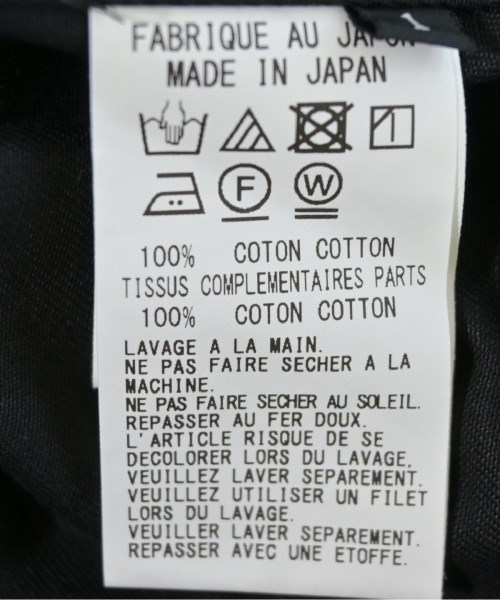 1
FABRIQUE AU JAPON
MADE IN JAPAN
F
W
100% COTON COTTON
TISSUS COMPLEMENTAIRES PARTS
100% COTON COTTON
LAVAGE A LA MAIN.
NE PAS FAIRE SECHER A LA
MACHINE.
NE PAS FAIRE SECHER AU SOLEIL.
REPASSER AU FER DOUX.
L'ARTICLE RISQUE DE SE
DECOLORER LORS DU LAVAGE.
VEUILLEZ LAVER SEPAREMENT.
VEUILLEZ UTILISER UN FILET
LORS DU LAVAGE.
VEUILLER LAVER SEPAREMENT.
REPASSER AVEC UNE ETOFFE.